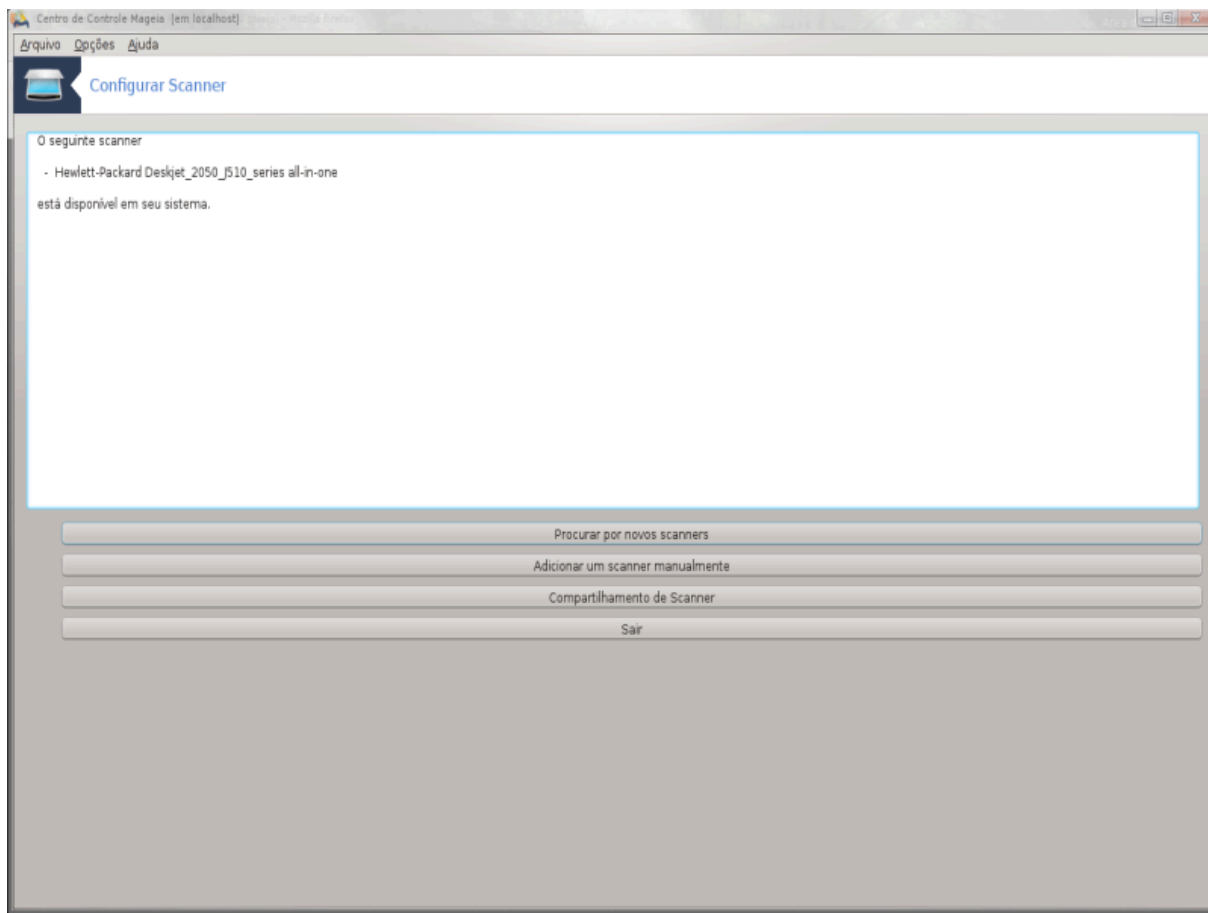 Centro de Controle Mageia [em localhost]
Arquivo Opções Ajuda
Configurar Scanner
O seguinte scanner
- Hewlett-Packard Deskjet_2050_J510_series all-in-one
está disponível em seu sistema.
Procurar por novos scanners
Adicionar um scanner manualmente
Compartilhamento de Scanner
Sair